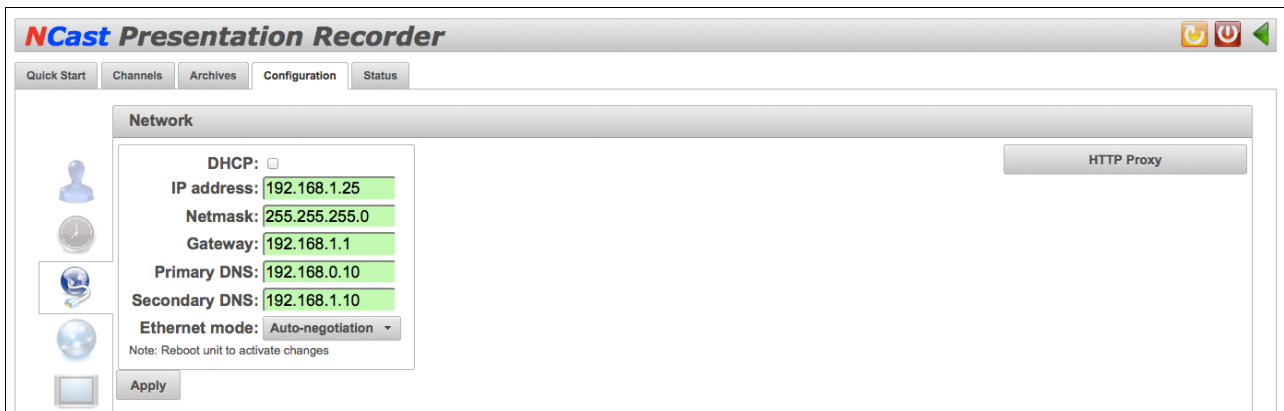 NCast Presentation Recorder
Quick Start Channels Archives Configuration Status
Network
DHCP:
HTTP Proxy
IP address: 192.168.1.25
Netmask: 255.255.255.0
Gateway: 192.168.1.1
Primary DNS: 192.168.0.10
Secondary DNS: 192.168.1.10
Ethernet mode: Auto-negotiation
Note: Reboot unit to activate changes
Apply